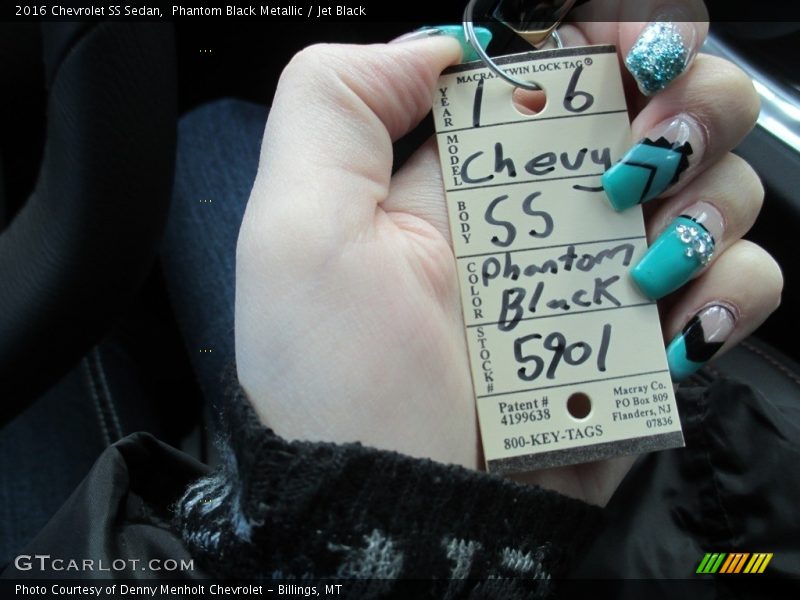 2016 Chevrolet SS Sedan,  Phantom Black Metallic / Jet Black
MACRAY TWIN LOCK TAG®
YEAR 16
MODEL Chevy
BODY SS
COLOR Phantom
Black
STOCK# 5901
Patent #
4199638
Macray Co.
PO Box 809
Flanders, NJ
07836
800-KEY-TAGS
GTCARLOT.COM
Photo Courtesy of Denny Menholt Chevrolet – Billings, MT